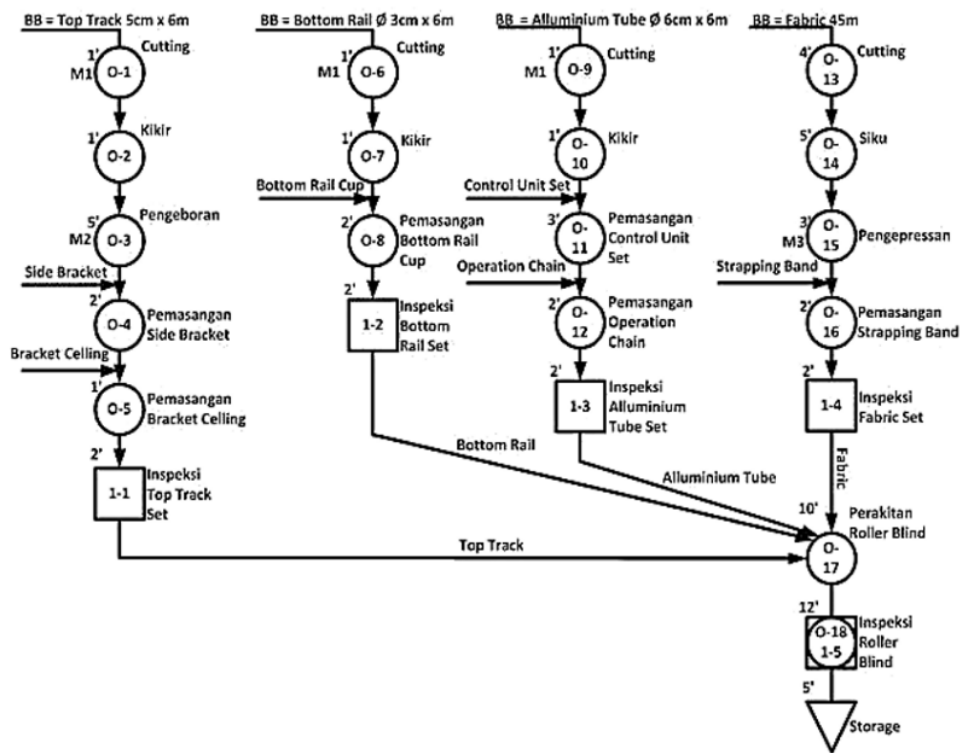 BB = Top Track 5cm x 6m
1'
Cutting
M1
O-1
1'
Kikir
O-2
5'
Pengeboran
M2
O-3
Side Bracket
2'
O-4
Pemasangan
Side Bracket
Bracket Celling
1'
O-5
Pemasangan
Bracket Celling
2'
1-1
Inspeksi
Top Track
Set
Top Track
BB = Bottom Rail Ø 3cm x 6m
1'
Cutting
M1
O-6
1'
Kikir
O-7
Bottom Rail Cup
2'
O-8
Pemasangan
Bottom Rail
Cup
2'
1-2
Inspeksi
Bottom
Rail Set
Bottom Rail
BB = Alluminium Tube Ø 6cm x 6m
1'
Cutting
M1
O-9
1'
Kikir
O-
10
Control Unit Set
3'
O-
11
Pemasangan
Control Unit
Set
Operation Chain
2'
O-
12
Pemasangan
Operation
Chain
2'
1-3
Inspeksi
Alluminium
Tube Set
Alluminium Tube
BB = Fabric 45m
4'
Cutting
O-
13
5'
Siku
O-
14
3'
M3
O-
15
Pengepressan
Strapping Band
2'
O-
16
Pemasangan
Strapping Band
2'
1-4
Inspeksi
Fabric Set
Fabric
10'
Perakitan
Roller Blind
O-
17
12'
O-18
1-5
Inspeksi
Roller
Blind
5'
Storage